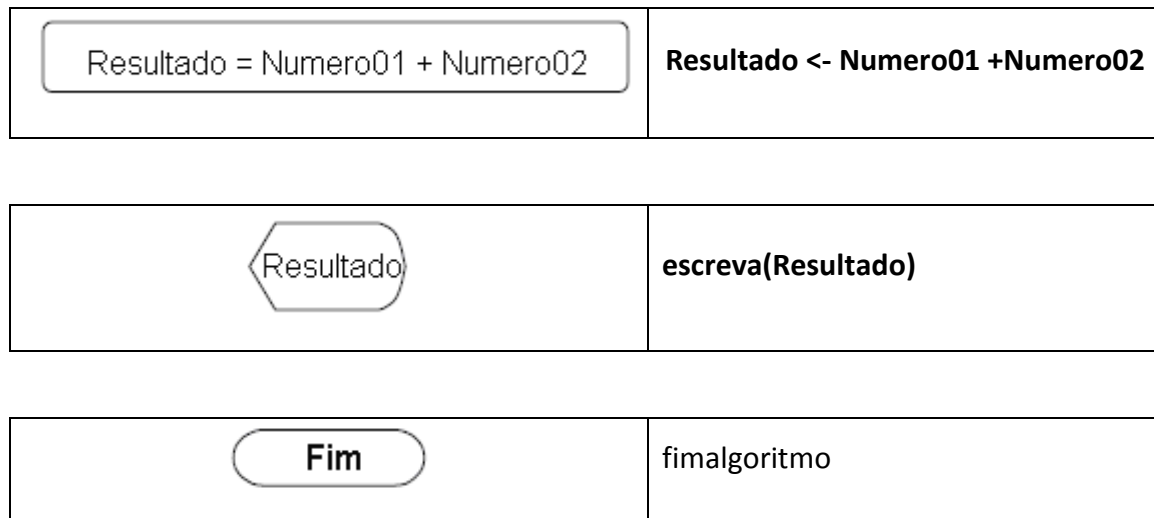 Resultado = Numero01 + Numero02
Resultado <- Numero01 +Numero02
Resultado
escreva(Resultado)
Fim
fimalgoritmo